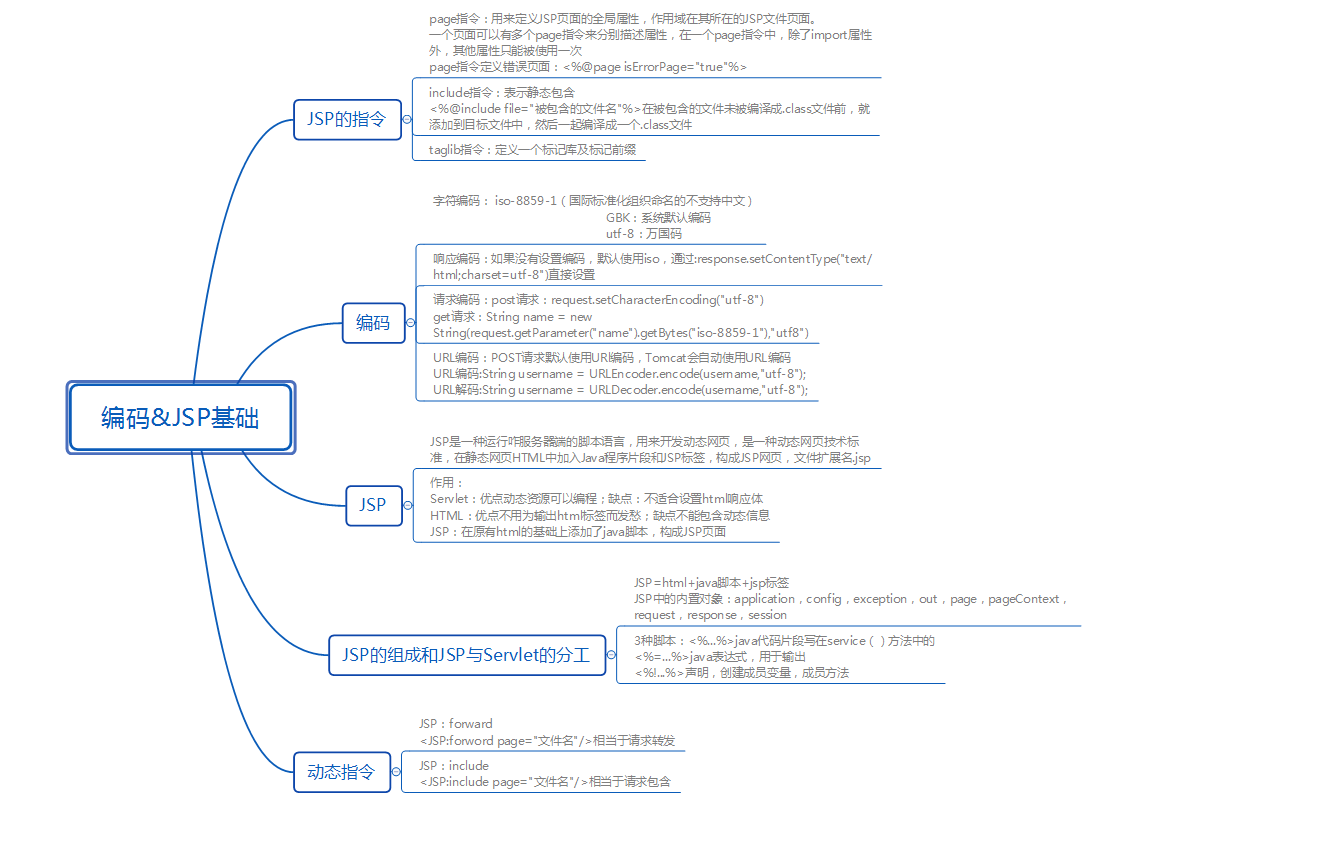 page指令：用来定义JSP页面的全局属性，作用域在其所在的JSP文件页面。
一个页面可以有多个page指令来分别描述属性，在一个page指令中，除了import属性
外，其他属性只能被使用一次
page指令定义错误页面：<%@page isErrorPage="true"%>
include指令：表示静态包含
<%@include file="被包含的文件名"%>在被包含的文件未被编译成.class文件前，就
添加到目标文件中，然后一起编译成一个.class文件
JSP的指令
taglib指令：定义一个标记库及标记前缀
字符编码： iso-8859-1（国际标准化组织命名的不支持中文）
GBK：系统默认编码
utf-8：万国码
响应编码：如果没有设置编码，默认使用iso，通过:response.setContentType("text/
html;charset=utf-8")直接设置
请求编码：post请求：request.setCharacterEncoding("utf-8")
get请求：String name = new
String(request.getParameter("name").getBytes("iso-8859-1"),"utf8")
编码
URL编码：POST请求默认使用URl编码，Tomcat会自动使用URL编码
URL编码:String username = URLEncoder.encode(username,"utf-8");
URL解码:String username = URLDecoder.encode(username,"utf-8");
编码&JSP基础
JSP是一种运行咋服务器端的脚本语言，用来开发动态网页，是一种动态网页技术标
准，在静态网页HTML中加入Java程序片段和JSP标签，构成JSP网页，文件扩展名.jsp
JSP
作用：
Servlet：优点动态资源可以编程；缺点：不适合设置html响应体
HTML：优点不用为输出html标签而发愁；缺点不能包含动态信息
JSP：在原有html的基础上添加了java脚本，构成JSP页面
JSP=html+java脚本+jsp标签
JSP中的内置对象：application，config，exception，out，page，pageContext，
request，response，session
JSP的组成和JSP与Servlet的分工
3种脚本：<%...%>java代码片段写在service（ ）方法中的
<%=...%>java表达式，用于输出
<%!...%>声明，创建成员变量，成员方法
JSP：forward
<JSP:forword page="文件名"/>相当于请求转发
动态指令
JSP：include
<JSP:include page="文件名"/>相当于请求包含